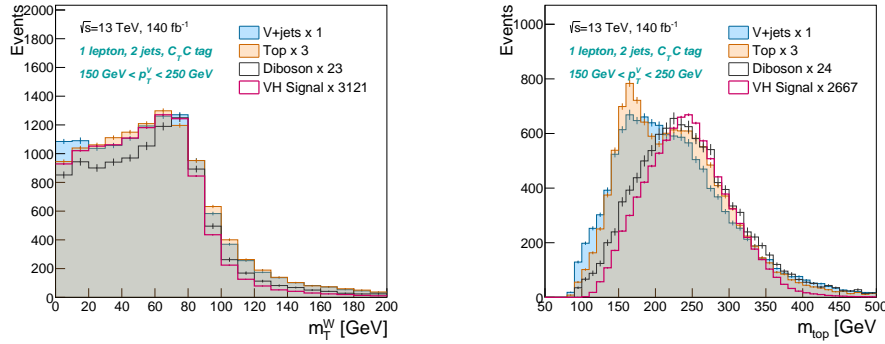 Events
2000
1800
1600
1400
1200
1000
800
600
400
200
0
√s=13 TeV, 140 fb⁻¹
1 lepton, 2 jets, C_T C tag
150 GeV < p_T^V < 250 GeV
V+jets x 1
Top x 3
Diboson x 23
VH Signal x 3121
0 20 40 60 80 100 120 140 160 180 200
m_T^W [GeV]
Events
1000
800
600
400
200
0
√s=13 TeV, 140 fb⁻¹
1 lepton, 2 jets, C_T C tag
150 GeV < p_T^V < 250 GeV
V+jets x 1
Top x 3
Diboson x 24
VH Signal x 2667
50 100 150 200 250 300 350 400 450 500
m_top [GeV]